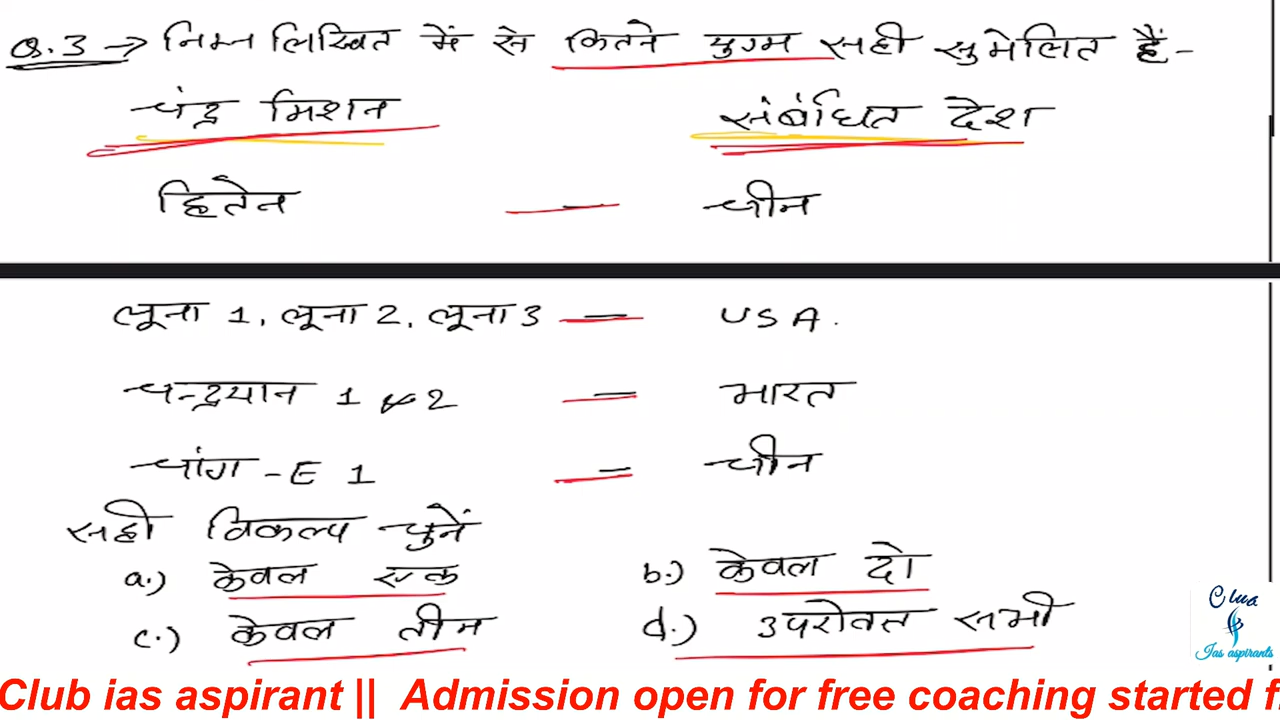 Q.3 → निम्न लिखित में से कितने युग्म सही सुमेलित हैं-
चंद्र मिशन संबंधित देश
हितेन — चीन
लूना 1, लूना 2, लूना 3 — USA.
चन्द्रयान 1 & 2 — भारत
चांग -E 1 — चीन
सही विकल्प चुनें
a.) केवल एक b.) केवल दो
c.) केवल तीन d.) उपरोक्त सभी
Club
Ias aspirants
Club ias aspirant || Admission open for free coaching started f